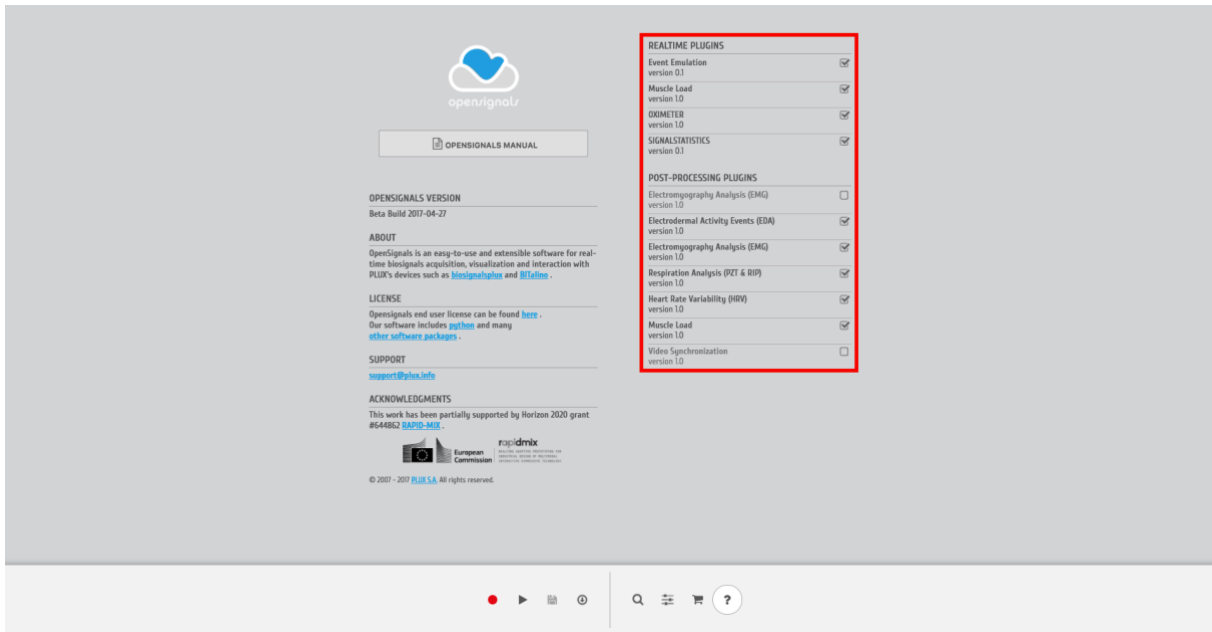 opensignals
OPENSIGNALS MANUAL
OPENSIGNALS VERSION
Beta Build 2017-04-27
ABOUT
OpenSignals is an easy-to-use and extensible software for real-
time biosignals acquisition, visualization and interaction with
PLUX's devices such as biosignalsplux and BITalino .
LICENSE
Opensignals end user license can be found here .
Our software includes python and many
other software packages .
SUPPORT
support@plux.info
ACKNOWLEDGMENTS
This work has been partially supported by Horizon 2020 grant
#644862 RAPID-MIX .
European
Commission
rapidmix
© 2007 - 2017 PLUX S.A. All rights reserved.
REALTIME PLUGINS
Event Emulation
version 0.1
Muscle Load
version 1.0
OXIMETER
version 1.0
SIGNALSTATISTICS
version 0.1
POST-PROCESSING PLUGINS
Electromyography Analysis (EMG)
version 1.0
Electrodermal Activity Events (EDA)
version 1.0
Electromyography Analysis (EMG)
version 1.0
Respiration Analysis (PZT & RIP)
version 1.0
Heart Rate Variability (HRV)
version 1.0
Muscle Load
version 1.0
Video Synchronization
version 1.0
?